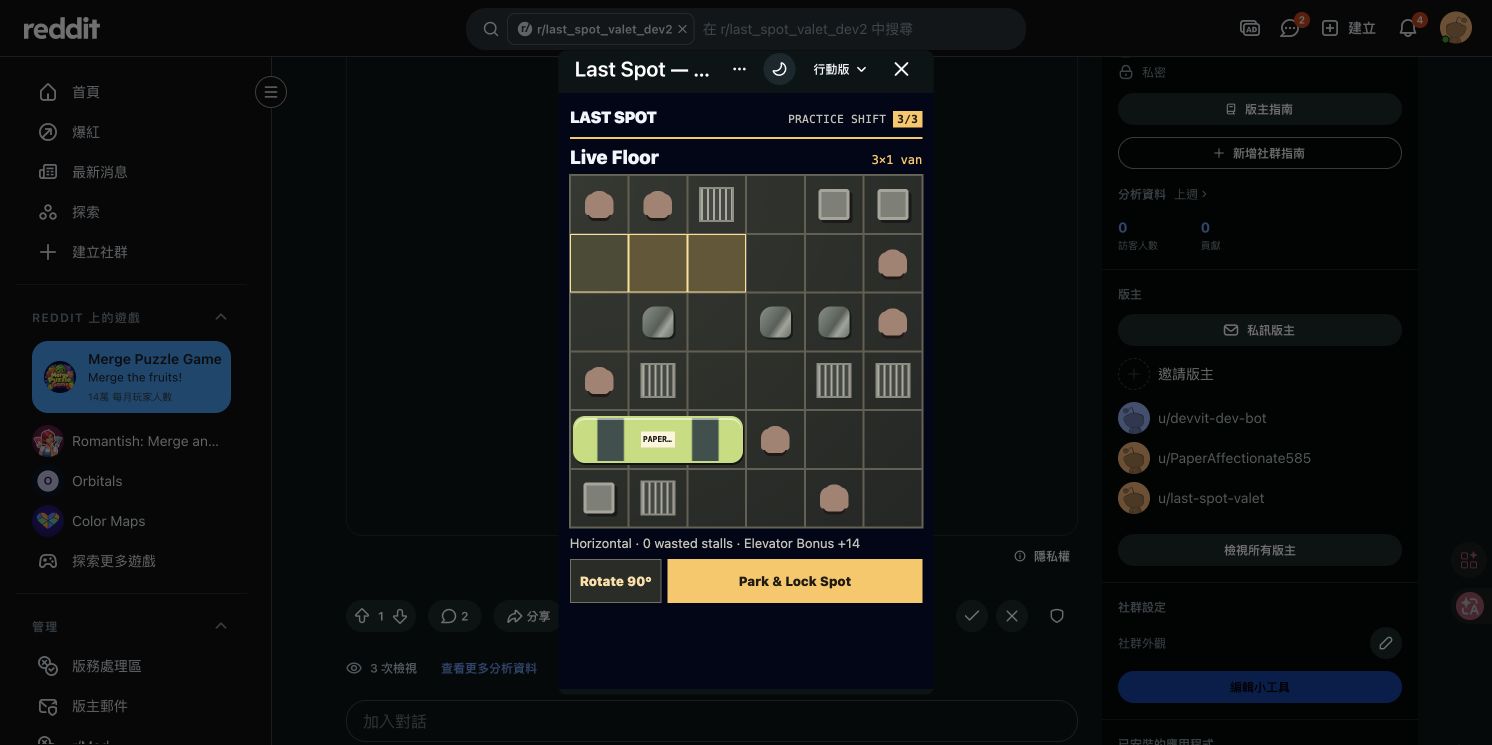 reddit
r/last_spot_valet_dev2
在 r/last_spot_valet_dev2 中搜尋
AD
2
建立
4
首頁
爆紅
最新消息
探索
建立社群
REDDIT 上的遊戲
Merge Puzzle Game
Merge the fruits!
14萬 每月玩家人數
Romantish: Merge an...
Orbitals
Color Maps
探索更多遊戲
管理
版務處理區
版主郵件
Last Spot — ...
行動版
LAST SPOT
PRACTICE SHIFT 3/3
Live Floor
3×1 van
PAPER…
Horizontal · 0 wasted stalls · Elevator Bonus +14
Rotate 90°
Park & Lock Spot
隱私權
1
2
分享
3 次檢視
查看更多分析資料
加入對話
私密
版主指南
新增社群指南
分析資料 上週
0
訪客人數
0
貢獻
版主
私訊版主
邀請版主
u/devvit-dev-bot
u/PaperAffectionate585
u/last-spot-valet
檢視所有版主
社群設定
社群外觀
編輯小工具